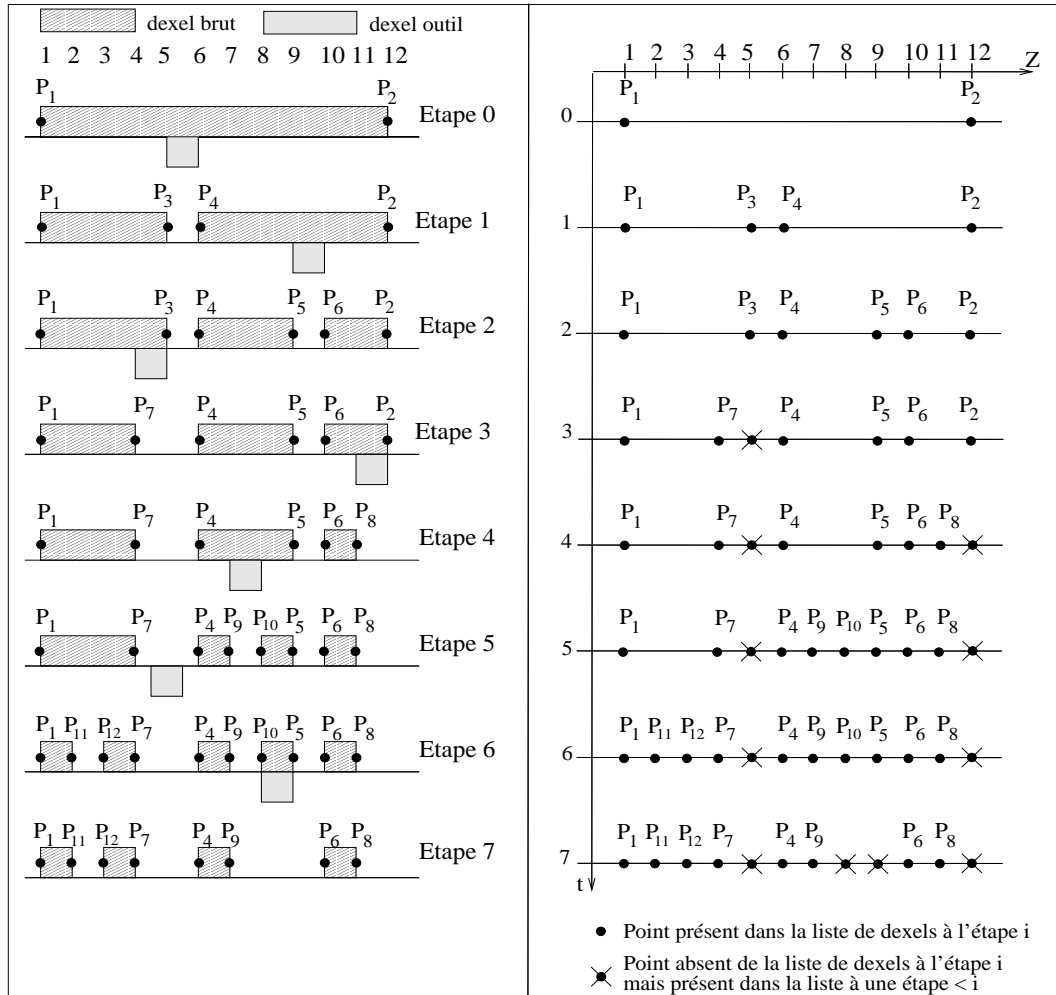 dexel brut dexel outil
1 2 3 4 5 6 7 8 9 10 11 12
P1 P2 Etape 0
P1 P3 P4 P2 Etape 1
P1 P3 P4 P5 P6 P2 Etape 2
P1 P7 P4 P5 P6 P2 Etape 3
P1 P7 P4 P5 P6 P8 Etape 4
P1 P7 P4 P9 P10 P5 P6 P8 Etape 5
P1 P11 P12 P7 P4 P9 P10 P5 P6 P8 Etape 6
P1 P11 P12 P7 P4 P9 P6 P8 Etape 7
1 2 3 4 5 6 7 8 9 10 11 12 Z
P1 P2
0
P1 P3 P4 P2
1
P1 P3 P4 P5 P6 P2
2
P1 P7 P4 P5 P6 P2
3
P1 P7 P4 P5 P6 P8
4
P1 P7 P4 P9 P10 P5 P6 P8
5
P1 P11 P12 P7 P4 P9 P10 P5 P6 P8
6
P1 P11 P12 P7 P4 P9 P6 P8
7
t
Point présent dans la liste de dexels à l'étape i
Point absent de la liste de dexels à l'étape i
mais présent dans la liste à une étape < i